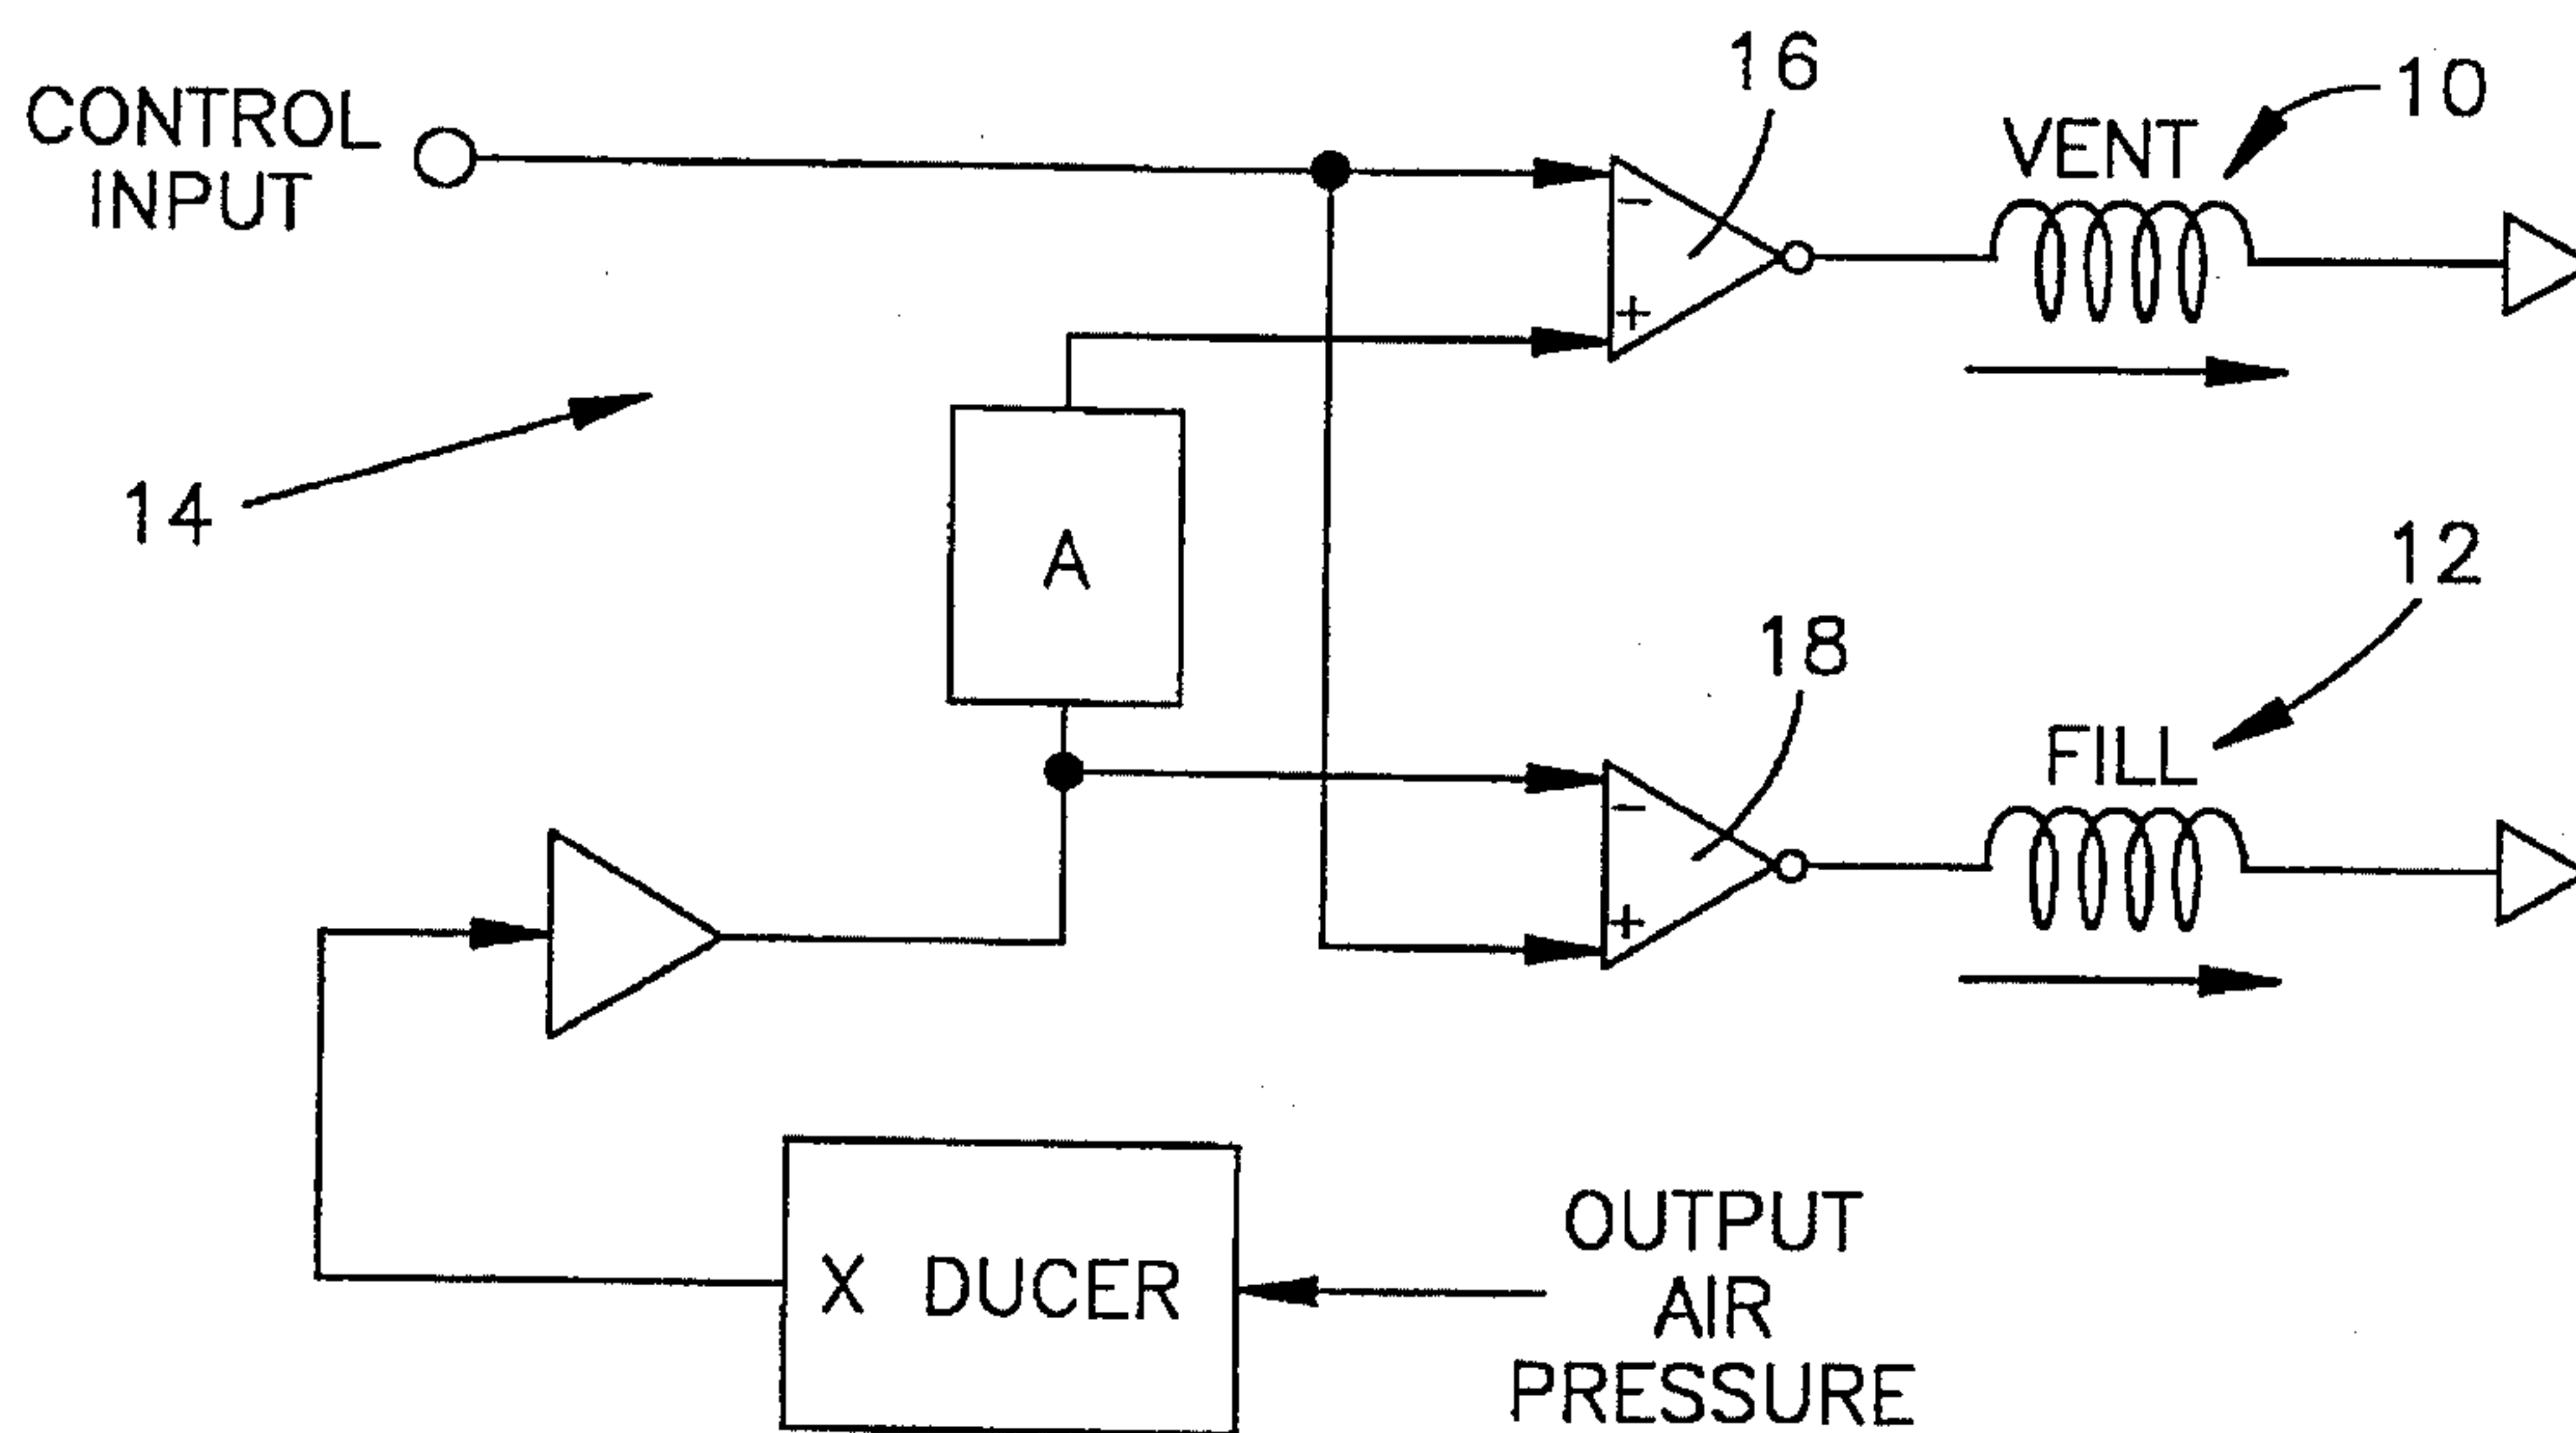 CONTROL
INPUT
16
VENT
10
-
+
14
A
12
18
FILL
-
+
X DUCER
OUTPUT
AIR
PRESSURE